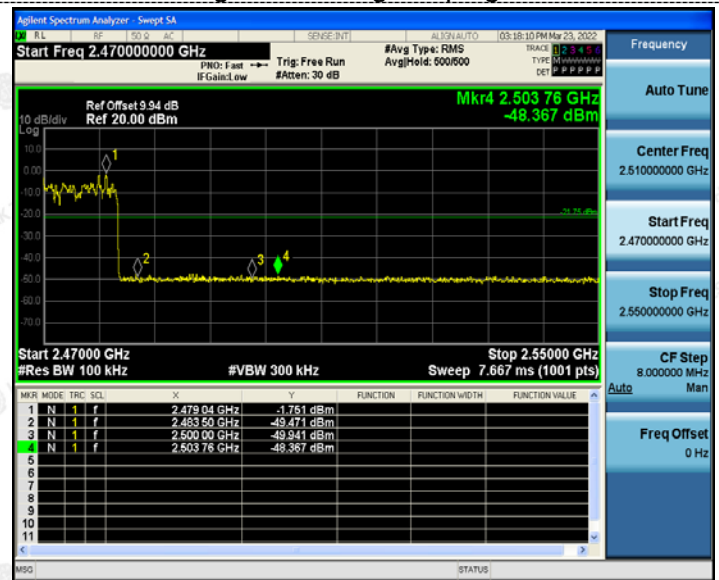 Agilent Spectrum Analyzer - Swept SA
RL RF 50 Ω AC SENSE:INT ALIGN AUTO 03:18:10 PM Mar 23, 2022
Start Freq 2.470000000 GHz
PNO: Fast
IFGain:Low
Trig: Free Run
#Atten: 30 dB
#Avg Type: RMS
Avg|Hold: 500/500
TRACE 1 2 3 4 5 6
TYPE M WWWWW
DET P P P P P P
Ref Offset 9.94 dB
10 dB/div Ref 20.00 dBm
Log
Mkr4 2.503 76 GHz
-48.367 dBm
10.0
0.00
-10.0
-20.0
-30.0
-40.0
-50.0
-60.0
-70.0
1
2
3
4
-21.75 dBm
Start 2.47000 GHz Stop 2.55000 GHz
#Res BW 100 kHz #VBW 300 kHz Sweep 7.667 ms (1001 pts)
MKR MODE TRC SCL X Y FUNCTION FUNCTION WIDTH FUNCTION VALUE
1 N 1 f 2.479 04 GHz -1.751 dBm
2 N 1 f 2.483 50 GHz -49.471 dBm
3 N 1 f 2.500 00 GHz -49.941 dBm
4 N 1 f 2.503 76 GHz -48.367 dBm
5
6
7
8
9
10
11
MSG STATUS
Frequency
Auto Tune
Center Freq
2.510000000 GHz
Start Freq
2.470000000 GHz
Stop Freq
2.550000000 GHz
CF Step
8.000000 MHz
Auto Man
Freq Offset
0 Hz